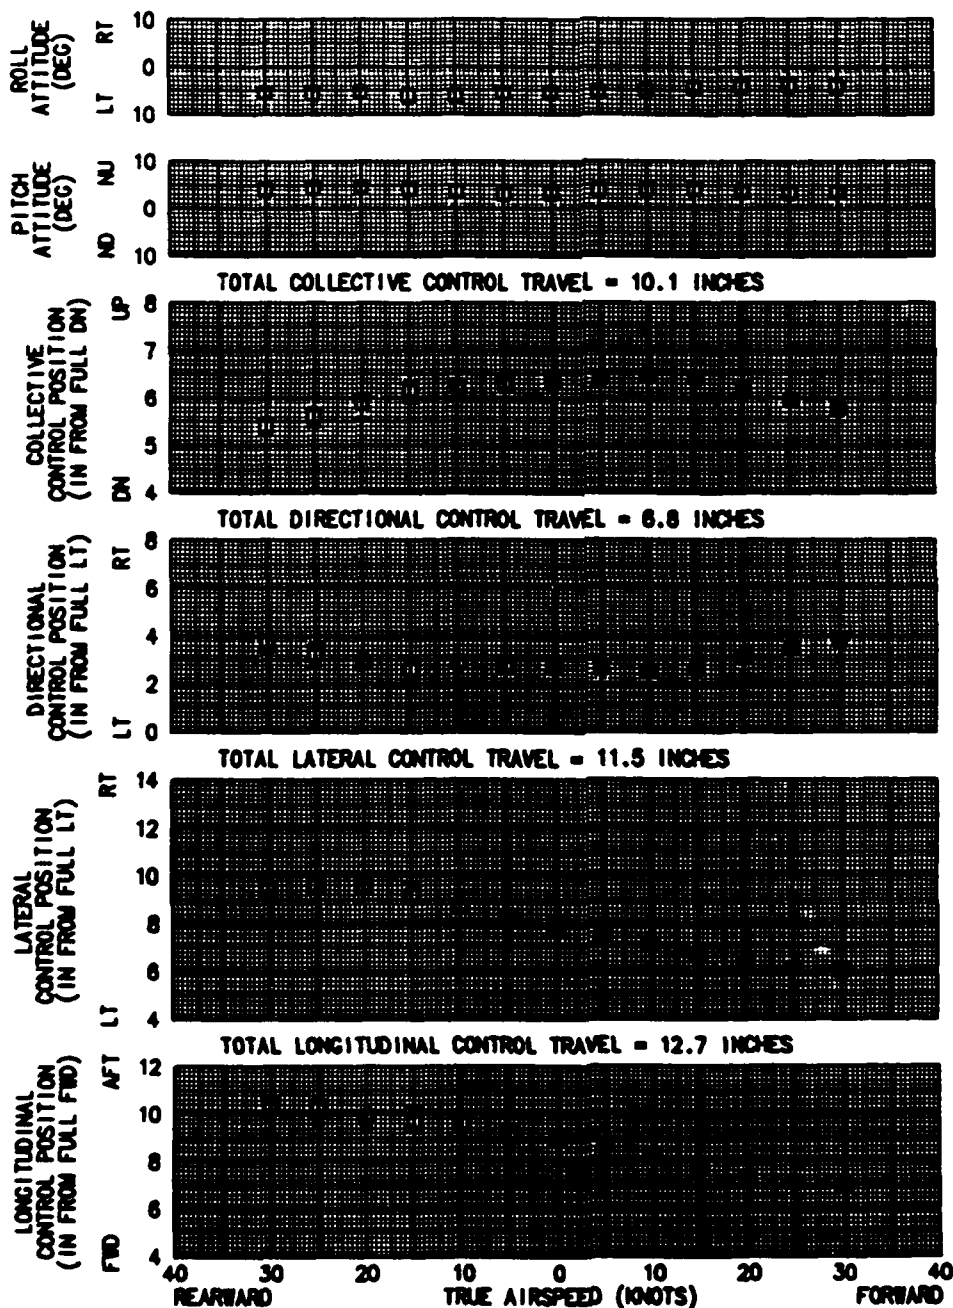 ROLL
ATTITUDE
(DEG)
LT RT
10
0
10
PITCH
ATTITUDE
(DEG)
ND NU
10
0
10
TOTAL COLLECTIVE CONTROL TRAVEL = 10.1 INCHES
COLLECTIVE
CONTROL POSITION
(IN FROM FULL DN)
DN UP
8
7
6
5
4
TOTAL DIRECTIONAL CONTROL TRAVEL = 6.8 INCHES
DIRECTIONAL
CONTROL POSITION
(IN FROM FULL LT)
LT RT
8
6
4
2
0
TOTAL LATERAL CONTROL TRAVEL = 11.5 INCHES
LATERAL
CONTROL POSITION
(IN FROM FULL LT)
LT RT
14
12
10
8
6
4
TOTAL LONGITUDINAL CONTROL TRAVEL = 12.7 INCHES
LONGITUDINAL
CONTROL POSITION
(IN FROM FULL FWD)
FWD AFT
12
10
8
6
4
40 30 20 10 0 10 20 30 40
REARWARD TRUE AIRSPEED (KNOTS) FORWARD